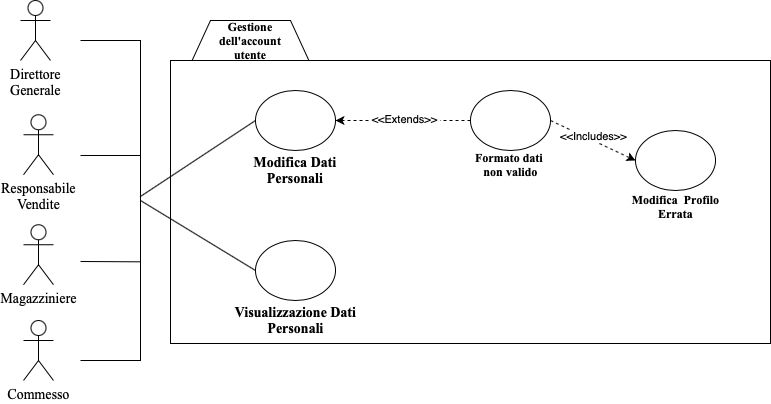 Gestione
dell'account
utente
Direttore
Generale
Responsabile
Vendite
Magazziniere
Commesso
<<Extends>>
<<Includes>>
Modifica Dati
Personali
Formato dati
non valido
Modifica Profilo
Errata
Visualizzazione Dati
Personali